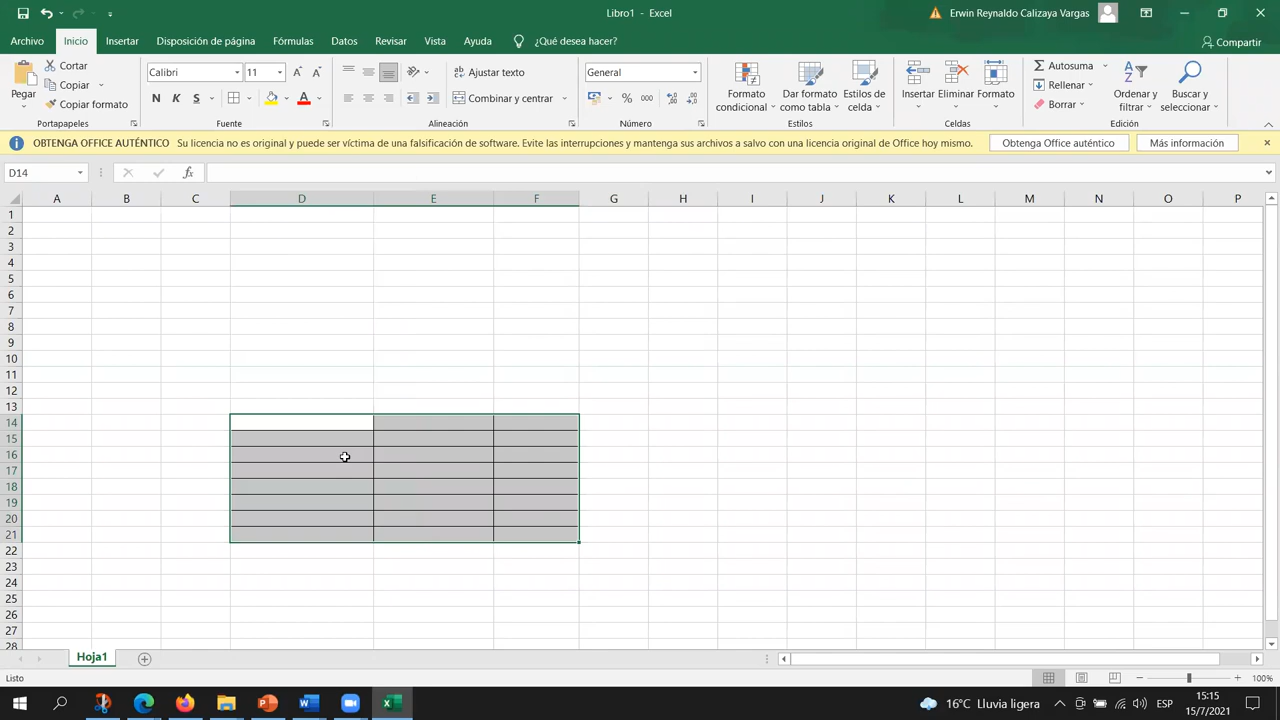 Libro1 - Excel
Erwin Reynaldo Calizaya Vargas
Archivo Inicio Insertar Disposición de página Fórmulas Datos Revisar Vista Ayuda ¿Qué desea hacer? Compartir
Pegar
Cortar
Copiar
Copiar formato
Portapapeles
Calibri 11
N K S
Fuente
Ajustar texto
Combinar y centrar
Alineación
General
% 000
Número
Formato condicional
Dar formato como tabla
Estilos de celda
Estilos
Insertar Eliminar Formato
Celdas
Autosuma
Rellenar
Borrar
Ordenar y filtrar
Buscar y seleccionar
Edición
OBTENGA OFFICE AUTÉNTICO Su licencia no es original y puede ser víctima de una falsificación de software. Evite las interrupciones y mantenga sus archivos a salvo con una licencia original de Office hoy mismo. Obtenga Office auténtico Más información
D14 fx
A B C D E F G H I J K L M N O P
1
2
3
4
5
6
7
8
9
10
11
12
13
14
15
16
17
18
19
20
21
22
23
24
25
26
27
28
Hoja1
Listo 100%
16°C Lluvia ligera ESP 15:15
15/7/2021